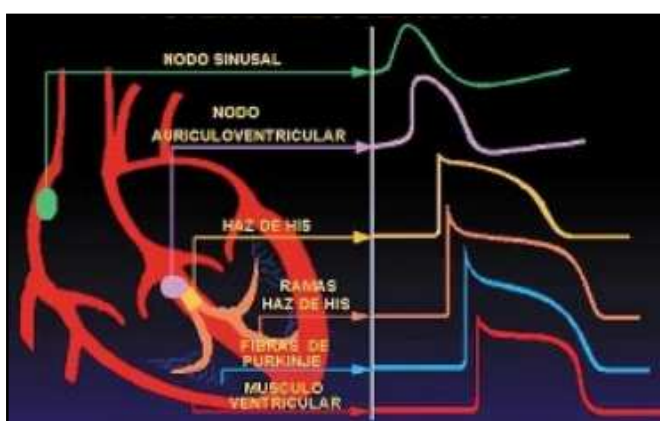 NODO SINUSAL
NODO
AURICULOVENTRICULAR
HAZ DE HIS
RAMAS
HAZ DE HIS
FIBRAS DE
PURKINJE
MUSCULO
VENTRICULAR